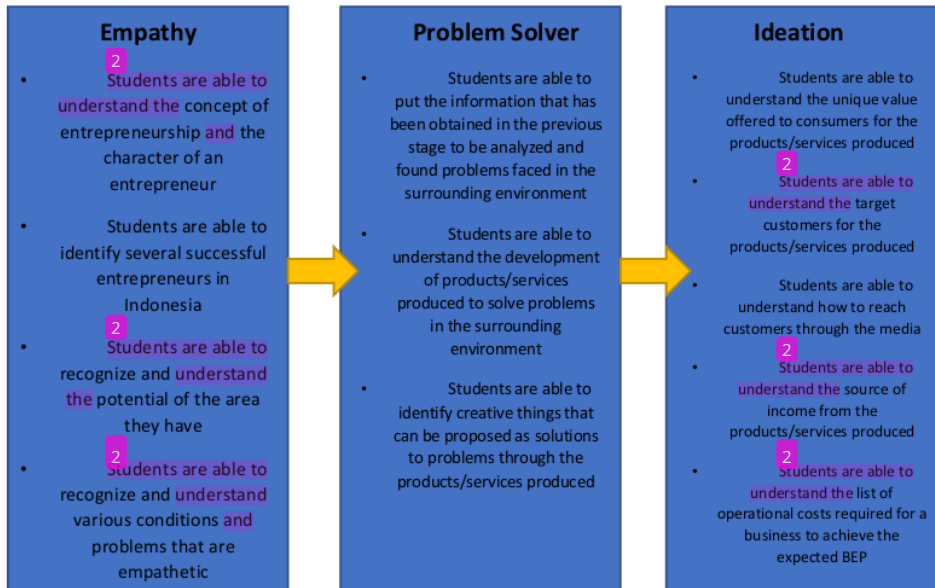 Empathy
2
• Students are able to
understand the concept of
entrepreneurship and the
character of an
entrepreneur
• Students are able to
identify several successful
entrepreneurs in
Indonesia
2
• Students are able to
recognize and understand
the potential of the area
they have
2
• Students are able to
recognize and understand
various conditions and
problems that are
empathetic
Problem Solver
• Students are able to
put the information that has
been obtained in the previous
stage to be analyzed and
found problems faced in the
surrounding environment
• Students are able to
understand the development
of products/services
produced to solve problems
in the surrounding
environment
• Students are able to
identify creative things that
can be proposed as solutions
to problems through the
products/services produced
Ideation
• Students are able to
understand the unique value
offered to consumers for the
products/services produced
2
• Students are able to
understand the target
customers for the
products/services produced
• Students are able to
understand how to reach
customers through the media
2
• Students are able to
understand the source of
income from the
products/services produced
2
• Students are able to
understand the list of
operational costs required for a
business to achieve the
expected BEP